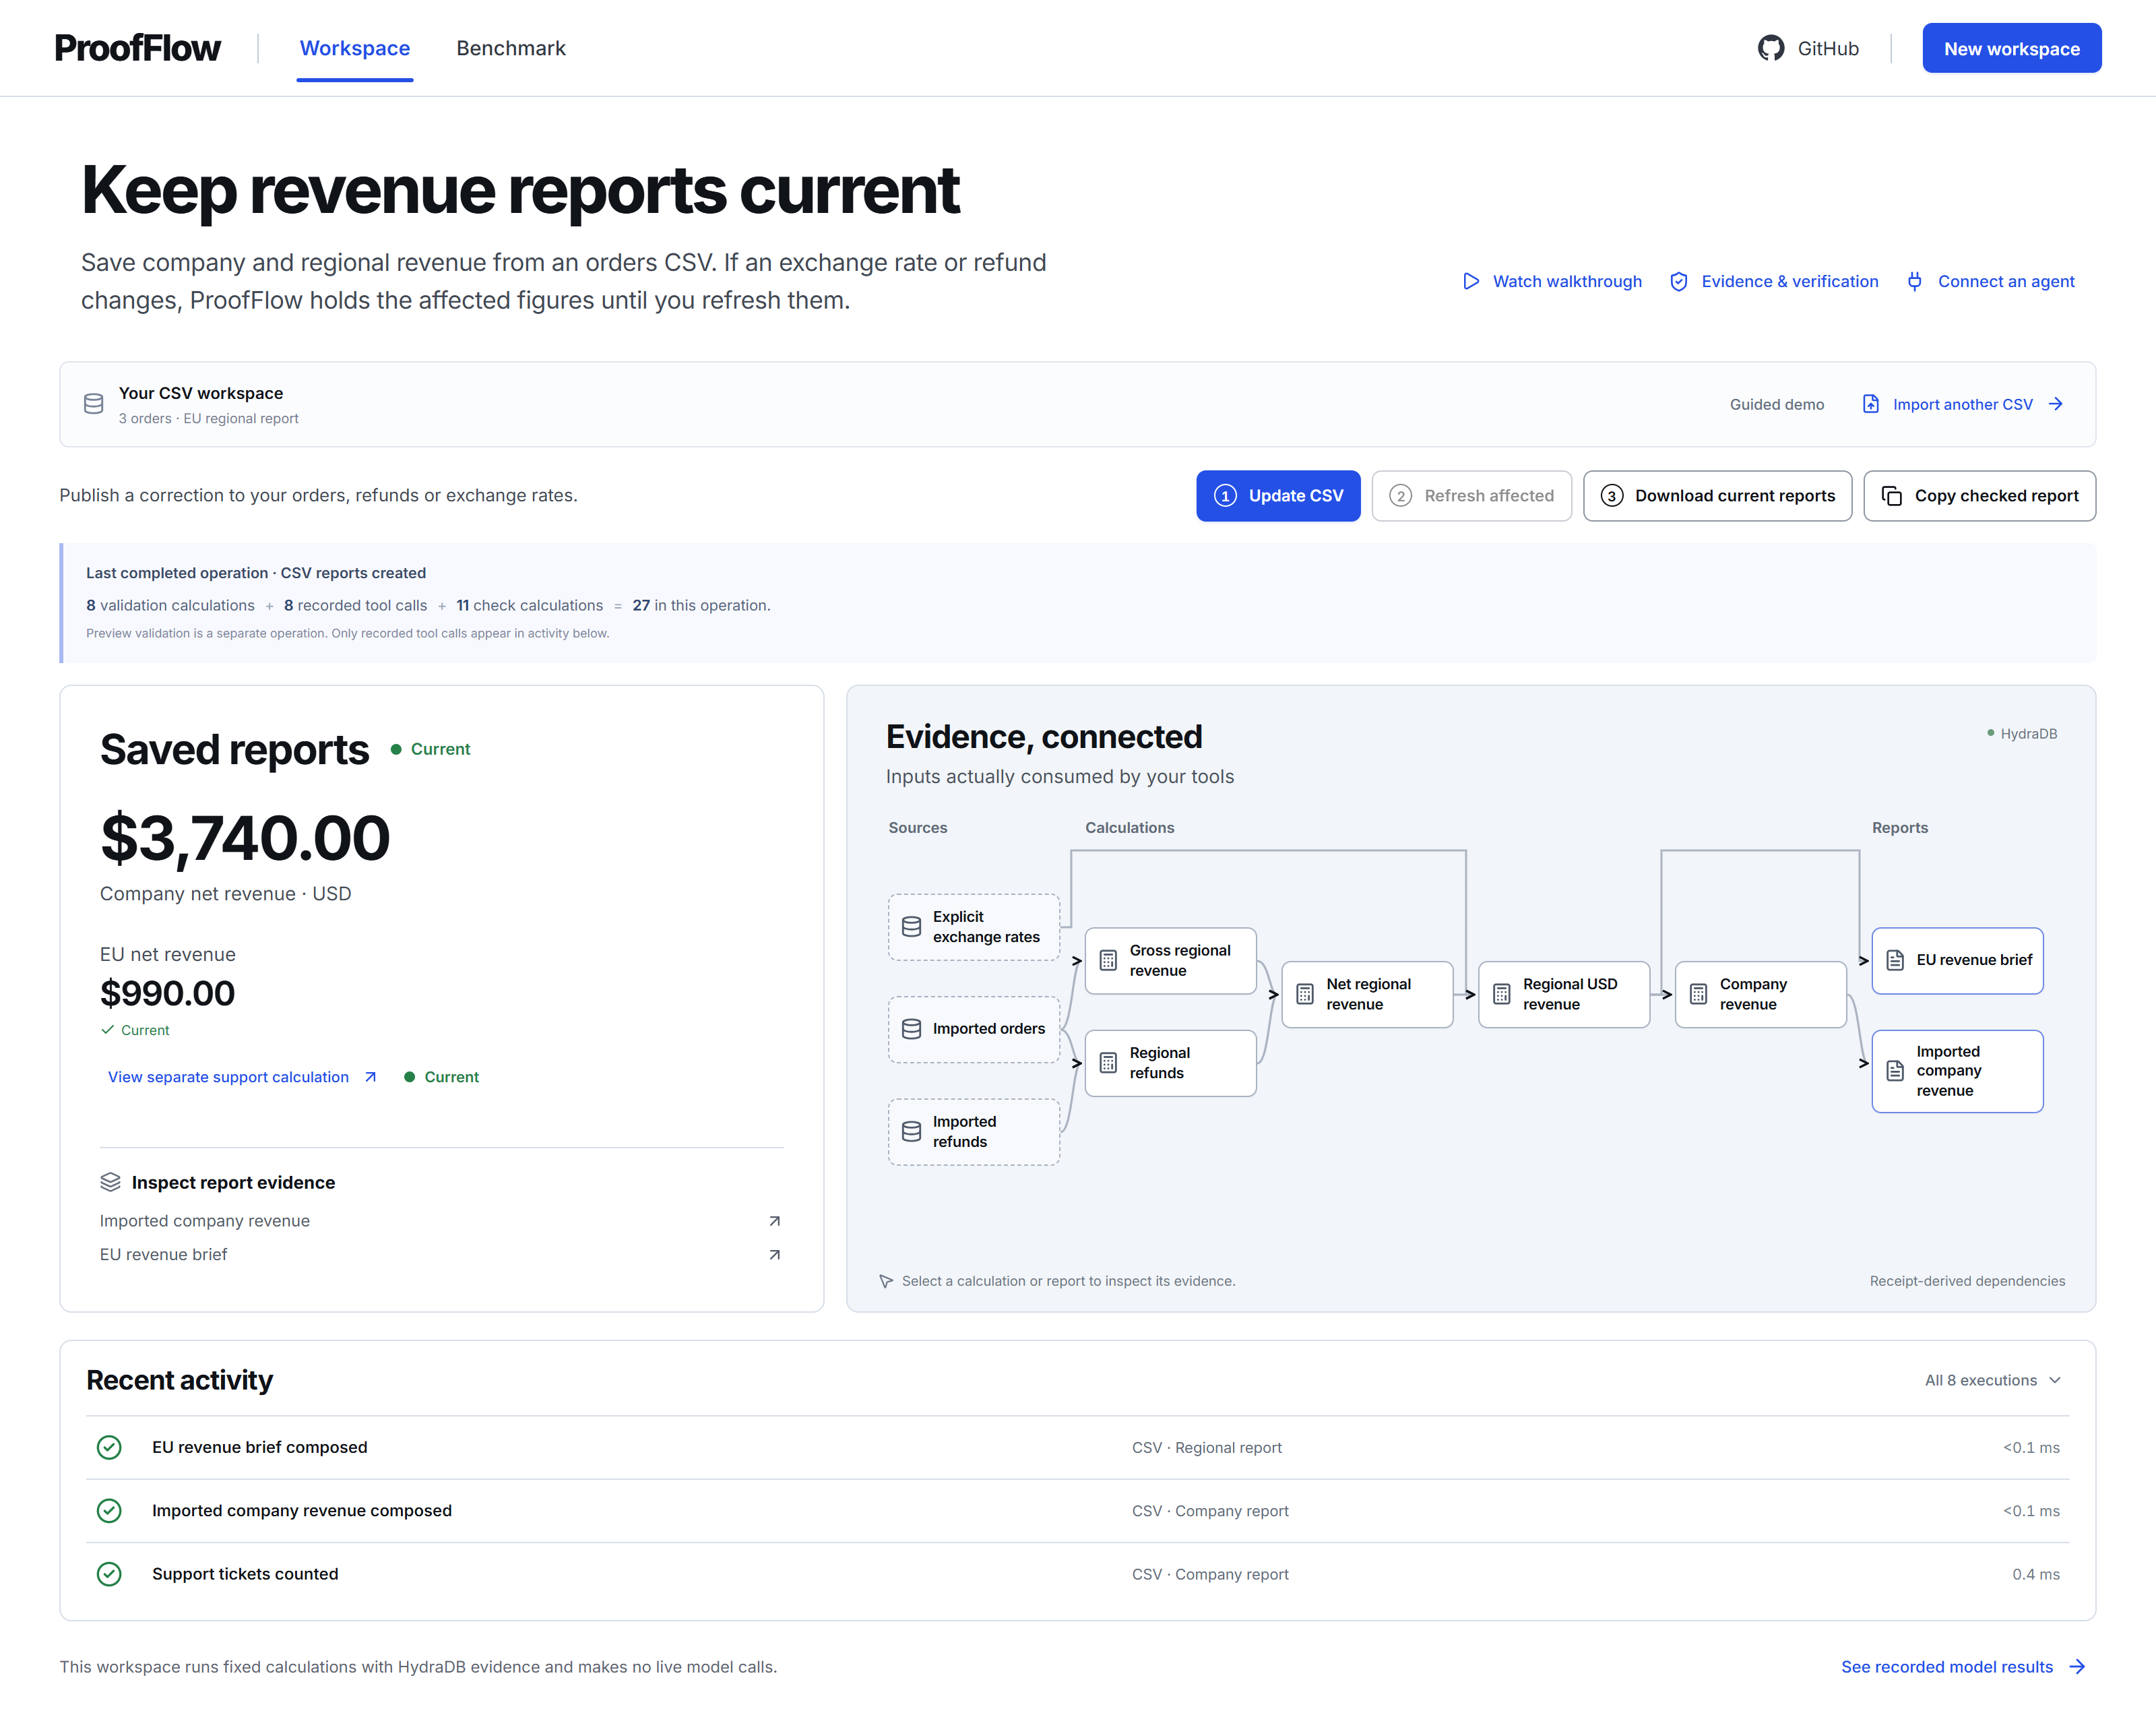 ProofFlow
Workspace
Benchmark
GitHub
New workspace
Keep revenue reports current
Save company and regional revenue from an orders CSV. If an exchange rate or refund
changes, ProofFlow holds the affected figures until you refresh them.
Watch walkthrough
Evidence & verification
Connect an agent
Your CSV workspace
3 orders · EU regional report
Guided demo
Import another CSV
Publish a correction to your orders, refunds or exchange rates.
1 Update CSV
2 Refresh affected
3 Download current reports
Copy checked report
Last completed operation · CSV reports created
8 validation calculations + 8 recorded tool calls + 11 check calculations = 27 in this operation.
Preview validation is a separate operation. Only recorded tool calls appear in activity below.
Saved reports
Current
$3,740.00
Company net revenue · USD
EU net revenue
$990.00
Current
View separate support calculation
Current
Inspect report evidence
Imported company revenue
EU revenue brief
Evidence, connected
HydraDB
Inputs actually consumed by your tools
Sources
Calculations
Reports
Explicit
exchange rates
Imported orders
Imported
refunds
Gross regional
revenue
Regional
refunds
Net regional
revenue
Regional USD
revenue
Company
revenue
EU revenue brief
Imported
company
revenue
Select a calculation or report to inspect its evidence.
Receipt-derived dependencies
Recent activity
All 8 executions
EU revenue brief composed
CSV · Regional report
<0.1 ms
Imported company revenue composed
CSV · Company report
<0.1 ms
Support tickets counted
CSV · Company report
0.4 ms
This workspace runs fixed calculations with HydraDB evidence and makes no live model calls.
See recorded model results